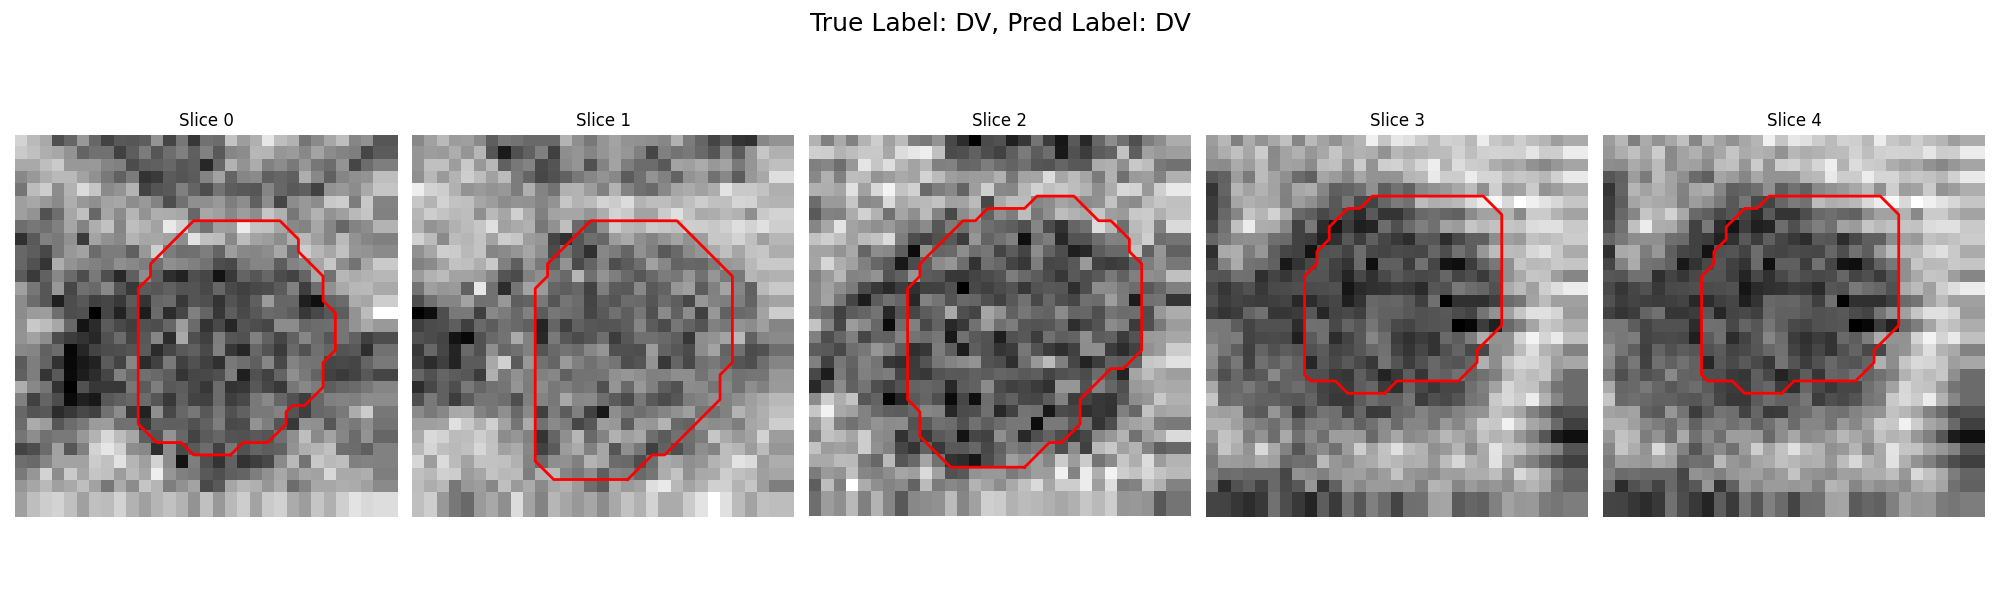 True Label: DV, Pred Label: DV
Slice 0
Slice 1
Slice 2
Slice 3
Slice 4